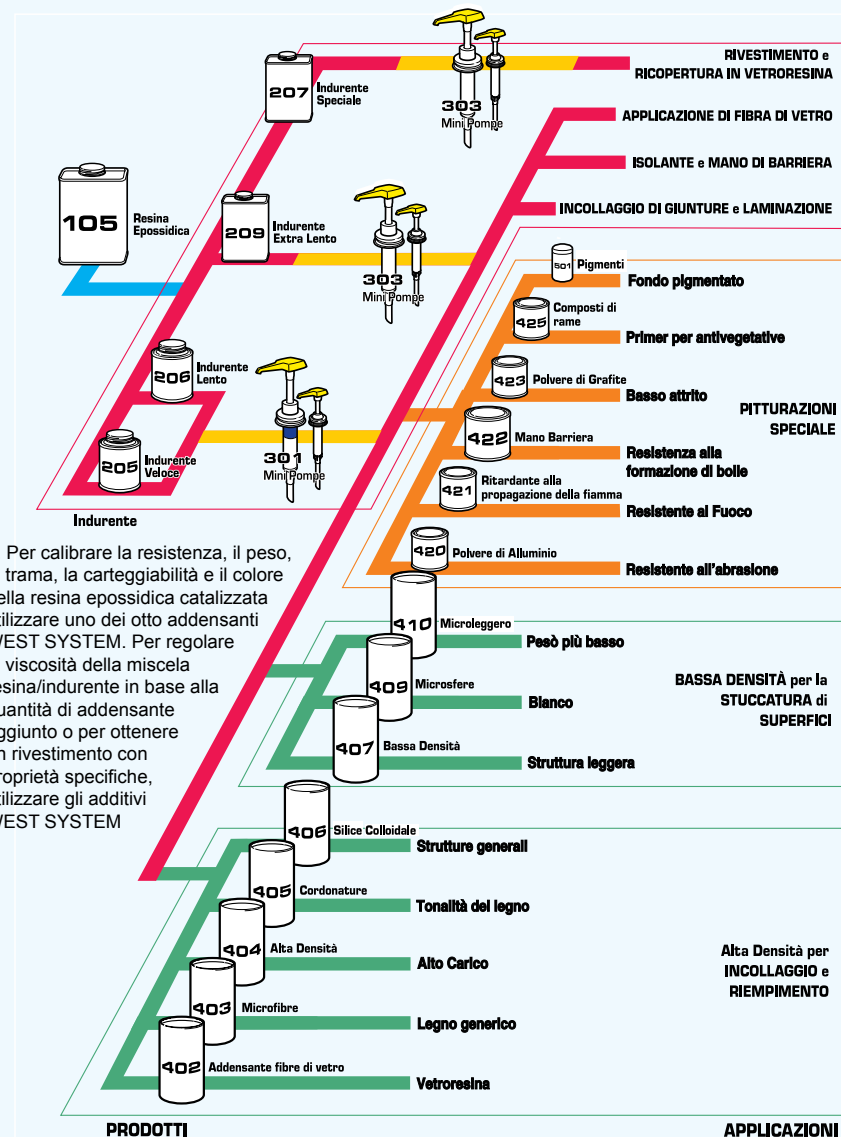 RIVESTIMENTO e
RICOPERTURA IN VETRORESINA
207
Indurente
Speciale
303
Mini Pompe
APPLICAZIONE DI FIBRA DI VETRO
ISOLANTE e MANO DI BARRIERA
INCOLLAGGIO DI GIUNTURE e LAMINAZIONE
105
Resina
Epossidica
209
Indurente
Extra Lento
303
Mini Pompe
206
Indurente
Lento
205
Indurente
Veloce
301
Mini Pompe
Indurente
501
Pigmenti
Fondo pigmentato
425
Composti di
rame
Primer per antivegetative
423
Polvere di Grafite
Basso attrito
422
Mano Barriera
Resistenza alla
formazione di bolle
421
Ritardante alla
propagazione della fiamma
Resistente al Fuoco
420
Polvere di Alluminio
Resistente all'abrasione
PITTURAZIONI
SPECIALE
Per calibrare la resistenza, il peso,
trama, la carteggiabilità e il colore
ella resina epossidica catalizzata
tilizzare uno dei otto addensanti
WEST SYSTEM. Per regolare
viscosità della miscela
esina/indurente in base alla
uantità di addensante
ggiunto o per ottenere
n rivestimento con
roprietà specifiche,
tilizzare gli additivi
WEST SYSTEM
410
Microleggero
Pesò più basso
409
Microsfere
Bianco
407
Bassa Densità
Struttura leggera
BASSA DENSITÀ per la
STUCCATURA di
SUPERFICI
406
Silice Colloidale
Strutture generali
405
Cordonature
Tonalità del legno
404
Alta Densità
Alto Carico
403
Microfibre
Legno generico
402
Addensante fibre di vetro
Vetroresina
Alta Densità per
INCOLLAGGIO e
RIEMPIMENTO
PRODOTTI
APPLICAZIONI